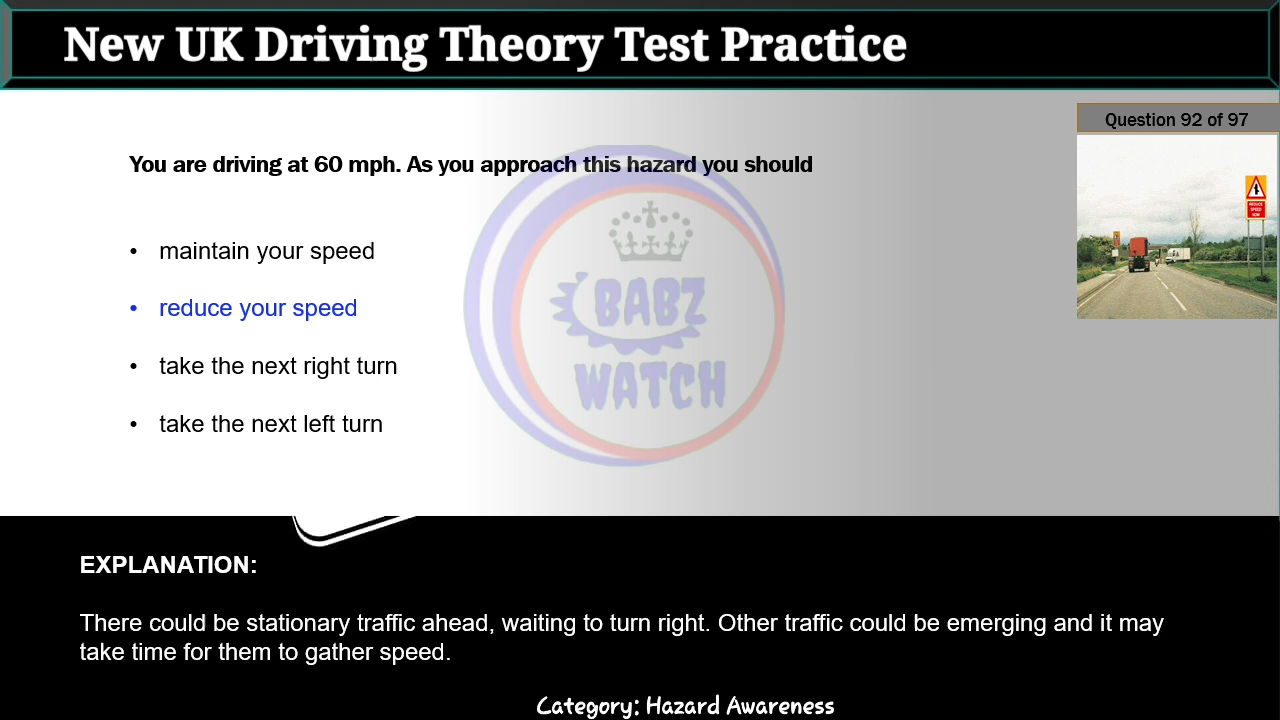 New UK Driving Theory Test Practice
Question 92 of 97
You are driving at 60 mph. As you approach this hazard you should
• maintain your speed
• reduce your speed
• take the next right turn
• take the next left turn
BABZ
WATCH
REDUCE
SPEED
NOW
EXPLANATION:
There could be stationary traffic ahead, waiting to turn right. Other traffic could be emerging and it may
take time for them to gather speed.
Category: Hazard Awareness